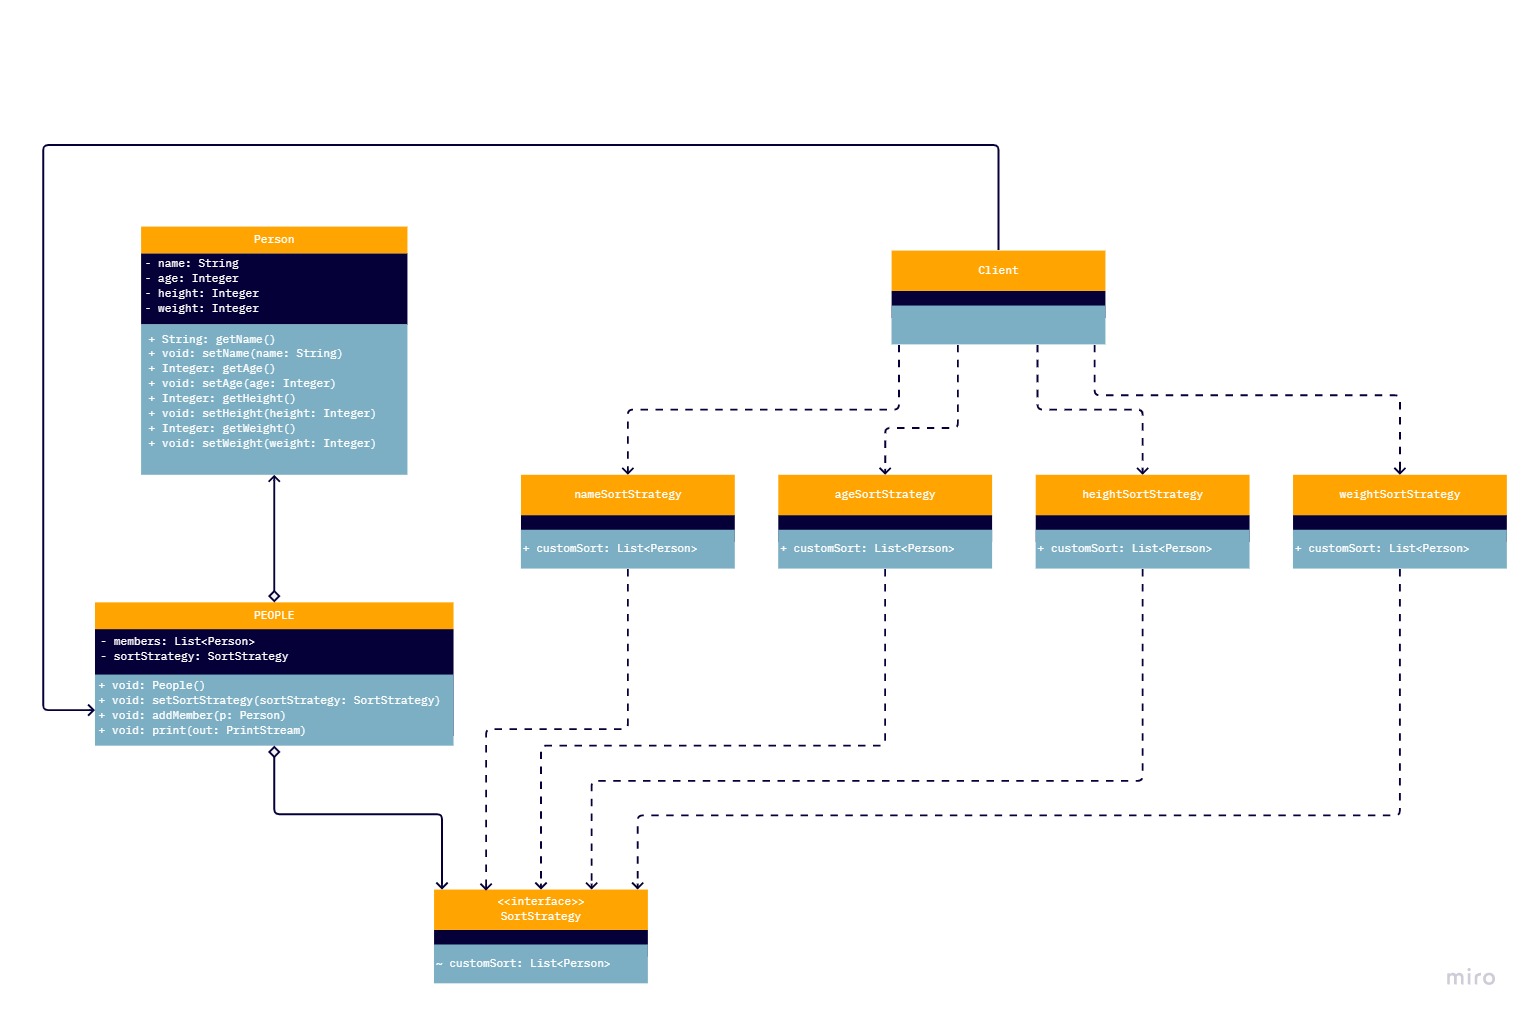 Person
- name: String
- age: Integer
- height: Integer
- weight: Integer
+ String: getName()
+ void: setName(name: String)
+ Integer: getAge()
+ void: setAge(age: Integer)
+ Integer: getHeight()
+ void: setHeight(height: Integer)
+ Integer: getWeight()
+ void: setWeight(weight: Integer)
Client
nameSortStrategy
+ customSort: List<Person>
ageSortStrategy
+ customSort: List<Person>
heightSortStrategy
+ customSort: List<Person>
weightSortStrategy
+ customSort: List<Person>
PEOPLE
- members: List<Person>
- sortStrategy: SortStrategy
+ void: People()
+ void: setSortStrategy(sortStrategy: SortStrategy)
+ void: addMember(p: Person)
+ void: print(out: PrintStream)
<<interface>>
SortStrategy
~ customSort: List<Person>
miro